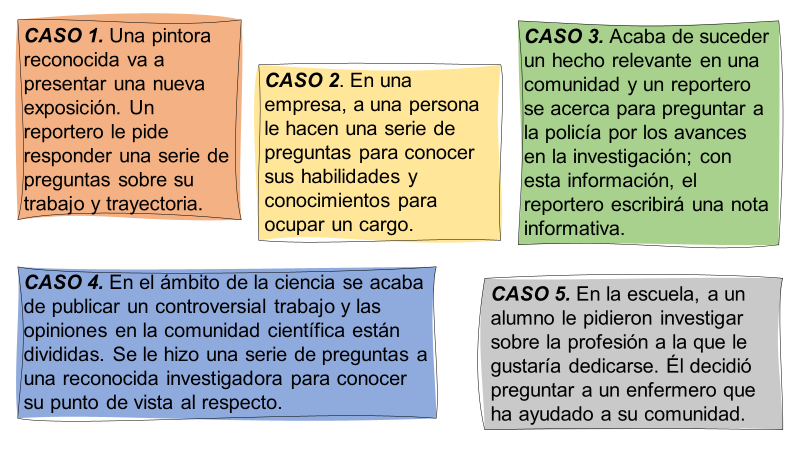 CASO 1. Una pintora
reconocida va a
presentar una nueva
exposición. Un
reportero le pide
responder una serie de
preguntas sobre su
trabajo y trayectoria.
CASO 2. En una
empresa, a una persona
le hacen una serie de
preguntas para conocer
sus habilidades y
conocimientos para
ocupar un cargo.
CASO 3. Acaba de suceder
un hecho relevante en una
comunidad y un reportero
se acerca para preguntar a
la policía por los avances
en la investigación; con
esta información, el
reportero escribirá una nota
informativa.
CASO 4. En el ámbito de la ciencia se acaba
de publicar un controversial trabajo y las
opiniones en la comunidad científica están
divididas. Se le hizo una serie de preguntas a
una reconocida investigadora para conocer
su punto de vista al respecto.
CASO 5. En la escuela, a un
alumno le pidieron investigar
sobre la profesión a la que le
gustaría dedicarse. Él decidió
preguntar a un enfermero que
ha ayudado a su comunidad.